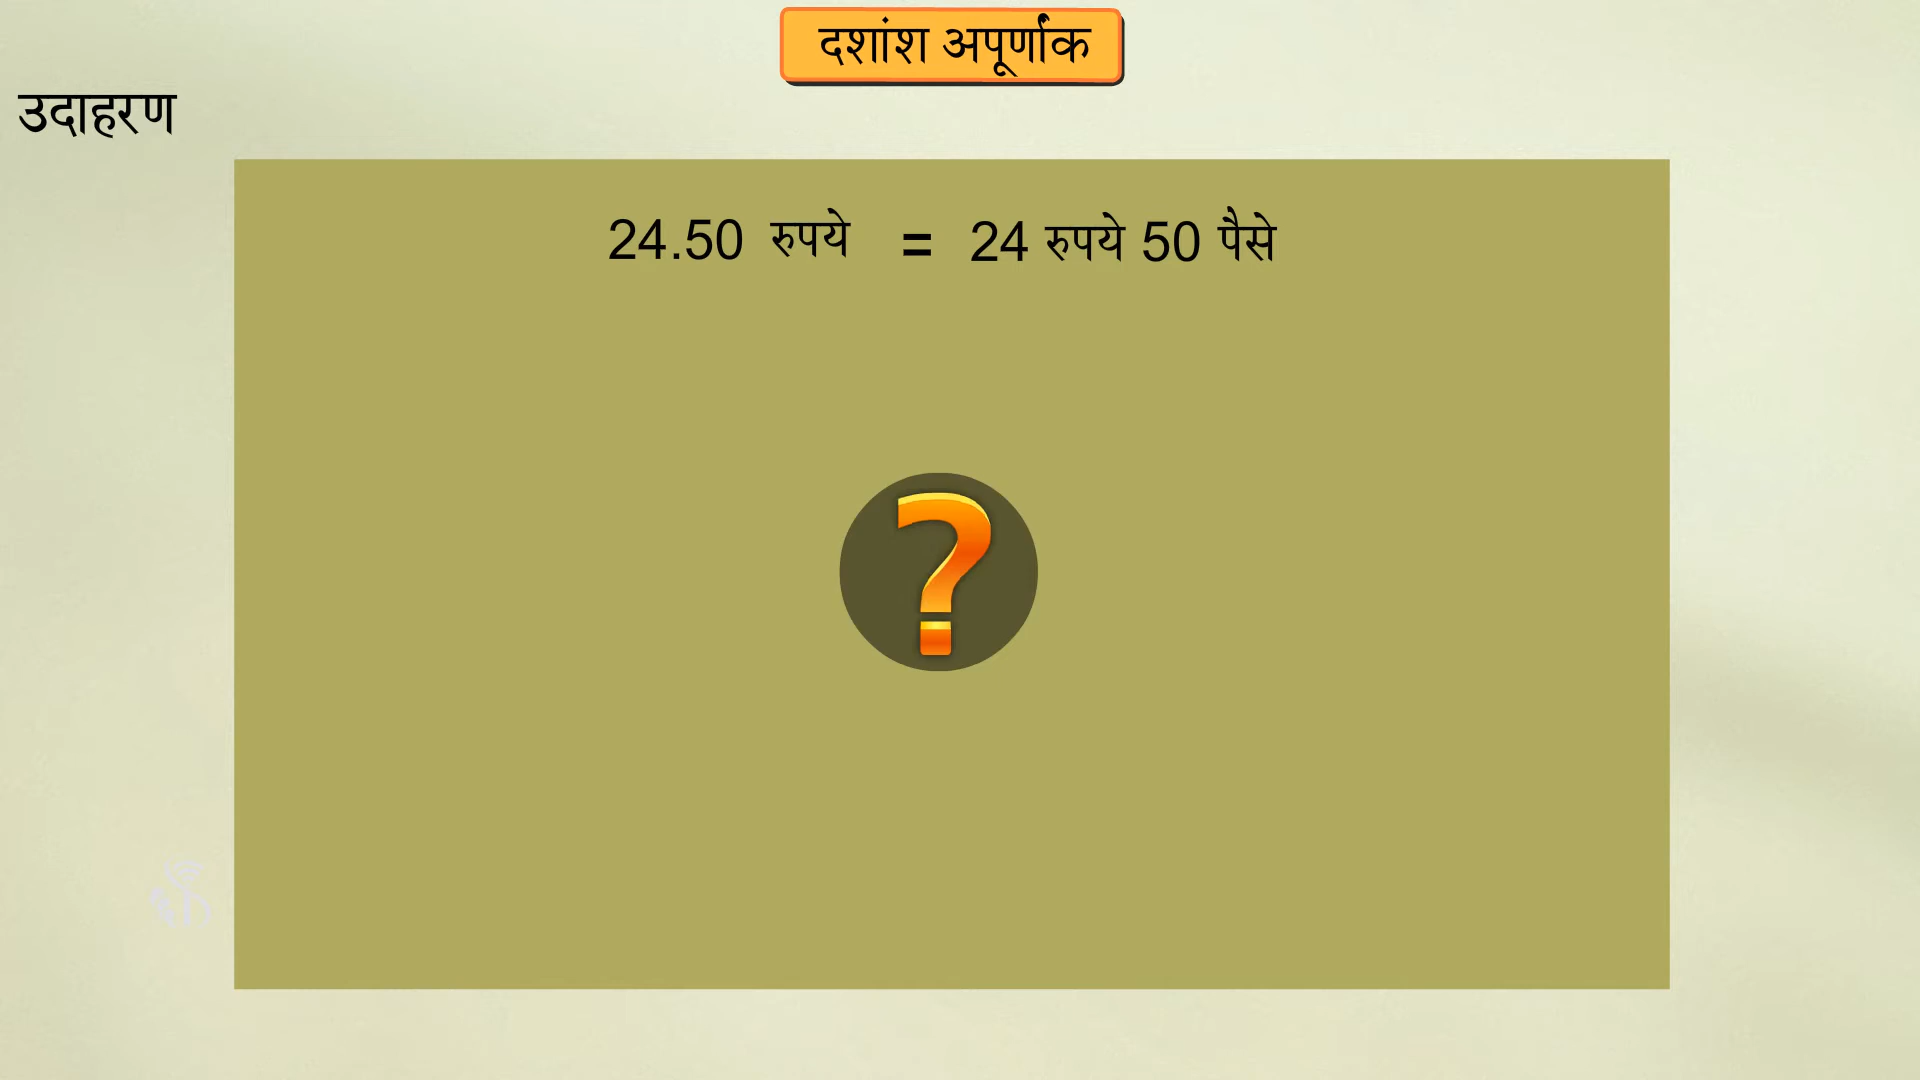 दशांश अपूर्णांक
उदाहरण
24.50 रुपये = 24 रुपये 50 पैसे
?